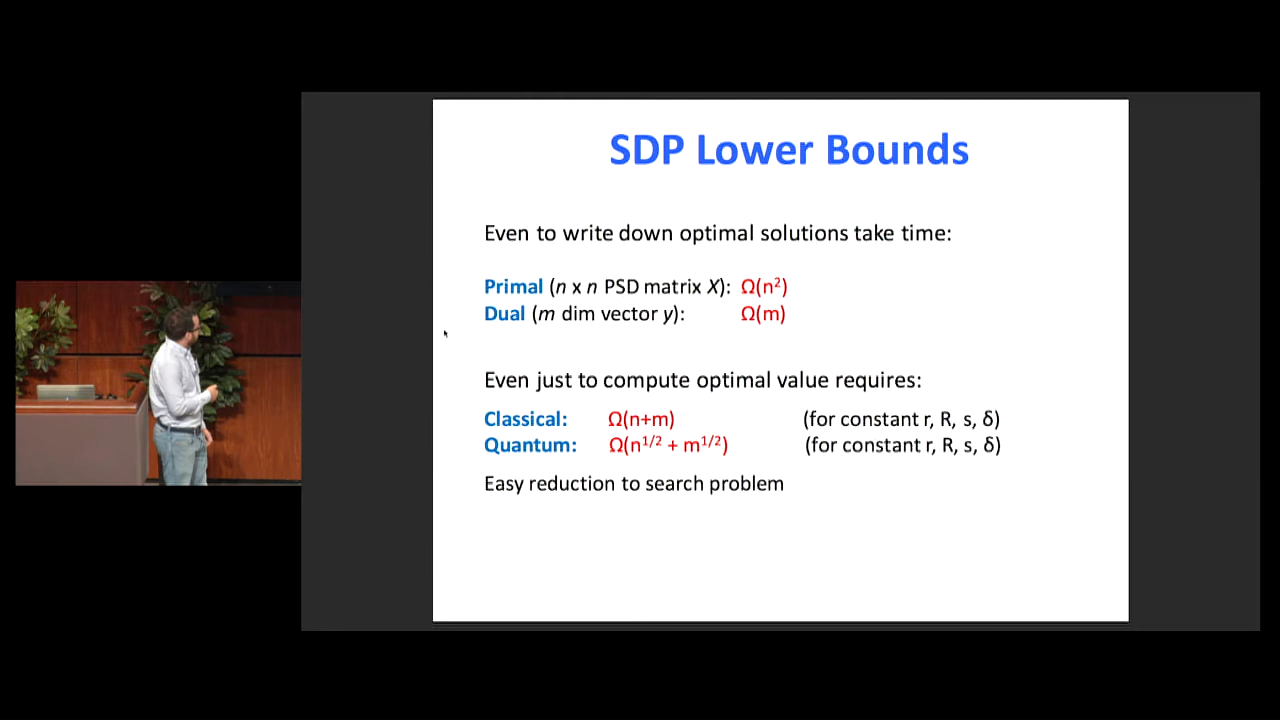 SDP Lower Bounds
Even to write down optimal solutions take time:
Primal (n x n PSD matrix X): Ω(n²)
Dual (m dim vector y): Ω(m)
Even just to compute optimal value requires:
Classical: Ω(n+m) (for constant r, R, s, δ)
Quantum: Ω(n^1/2 + m^1/2) (for constant r, R, s, δ)
Easy reduction to search problem